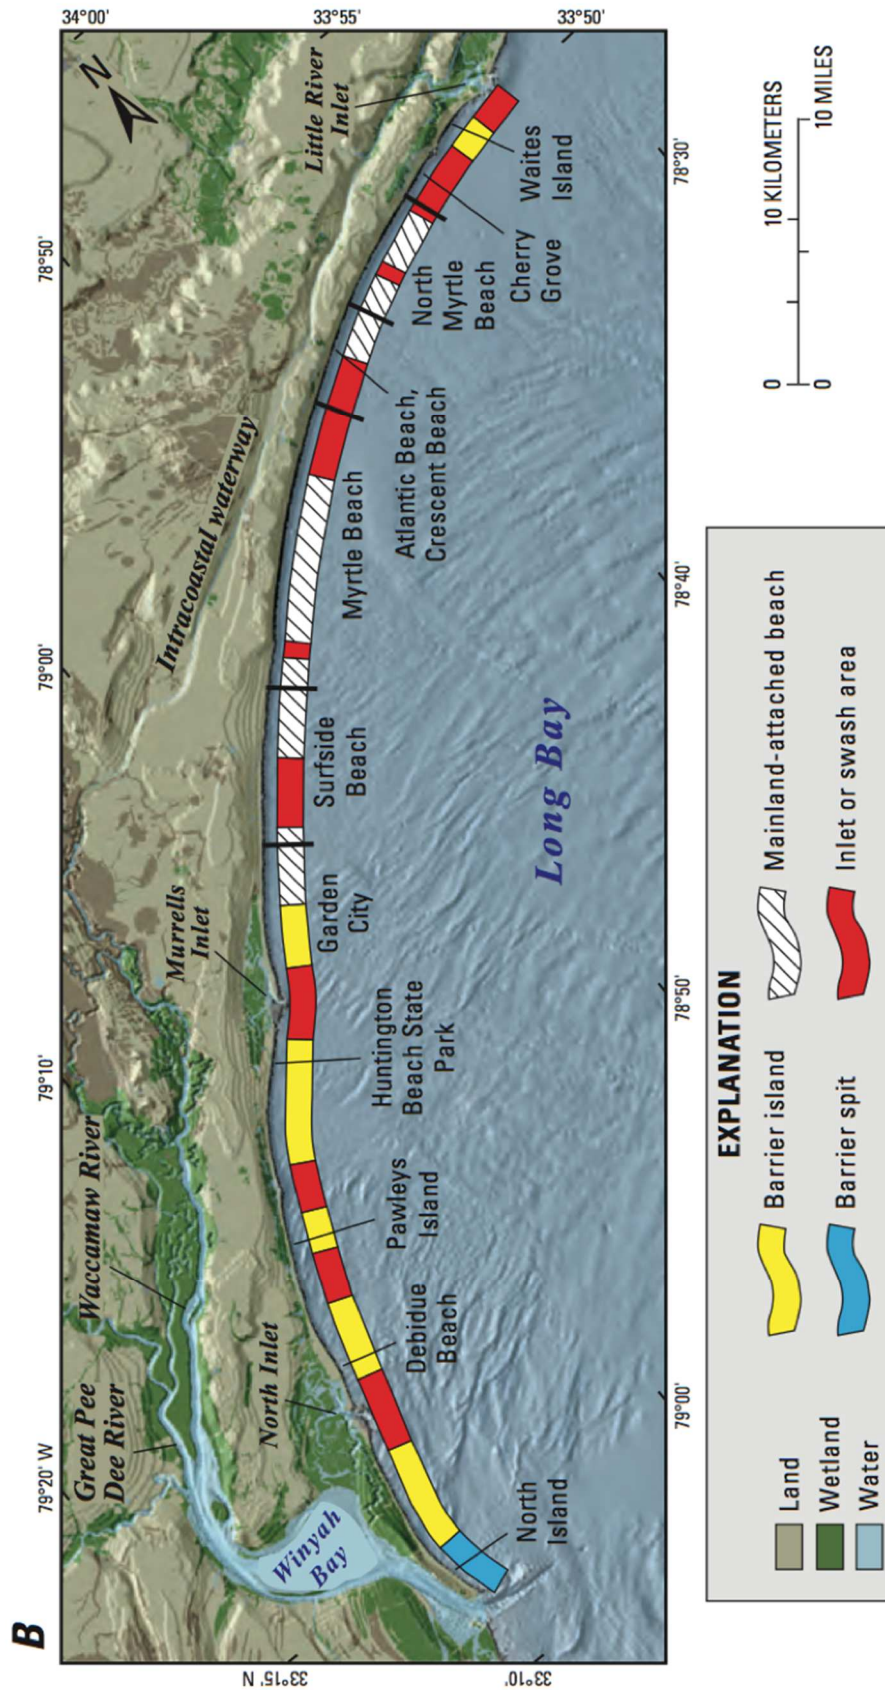 B
79°20' W
79°10'
79°00'
78°50'
34°00'
33°55'
33°50'
N
Great Pee
Dee River
Waccamaw River
Murrells
Inlet
Intracoastal waterway
Little River
Inlet
North Inlet
Winyah
Bay
33°15' N
33°10'
North
Island
Debidue
Beach
Pawleys
Island
Huntington
Beach State
Park
Garden
City
Surfside
Beach
Myrtle Beach
Atlantic Beach,
Crescent Beach
North
Myrtle
Beach
Cherry
Grove
Waites
Island
Long Bay
79°00'
78°50'
78°40'
78°30'
EXPLANATION
Land
Wetland
Water
Barrier island
Barrier spit
Mainland-attached beach
Inlet or swash area
0
10 KILOMETERS
0
10 MILES